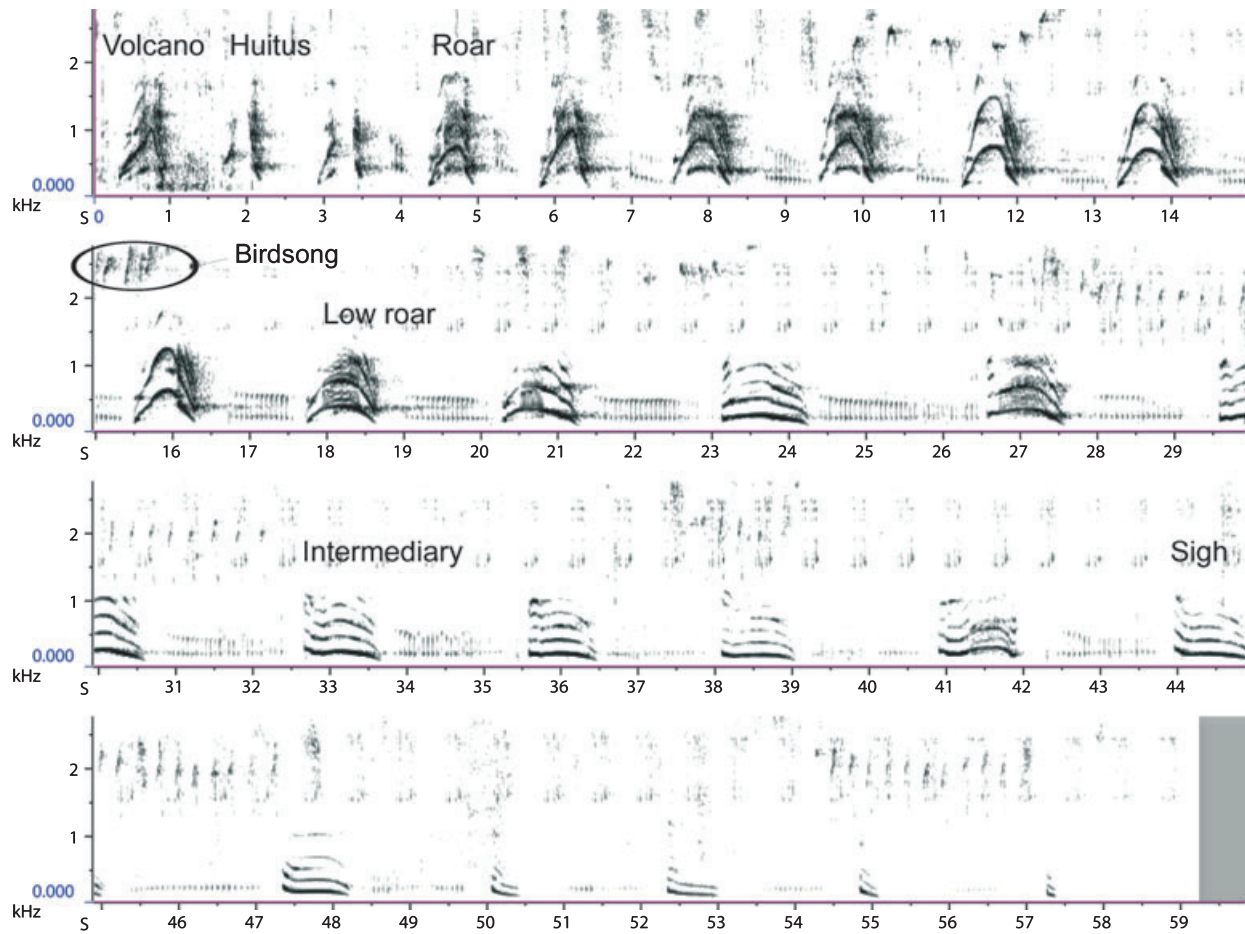 Volcano Huitus Roar
2
1
0.000
kHz
S 0 1 2 3 4 5 6 7 8 9 10 11 12 13 14
Birdsong
2
Low roar
1
0.000
kHz
S 16 17 18 19 20 21 22 23 24 25 26 27 28 29
2
Intermediary Sigh
1
0.000
kHz
S 31 32 33 34 35 36 37 38 39 40 41 42 43 44
2
1
0.000
kHz
S 46 47 48 49 50 51 52 53 54 55 56 57 58 59